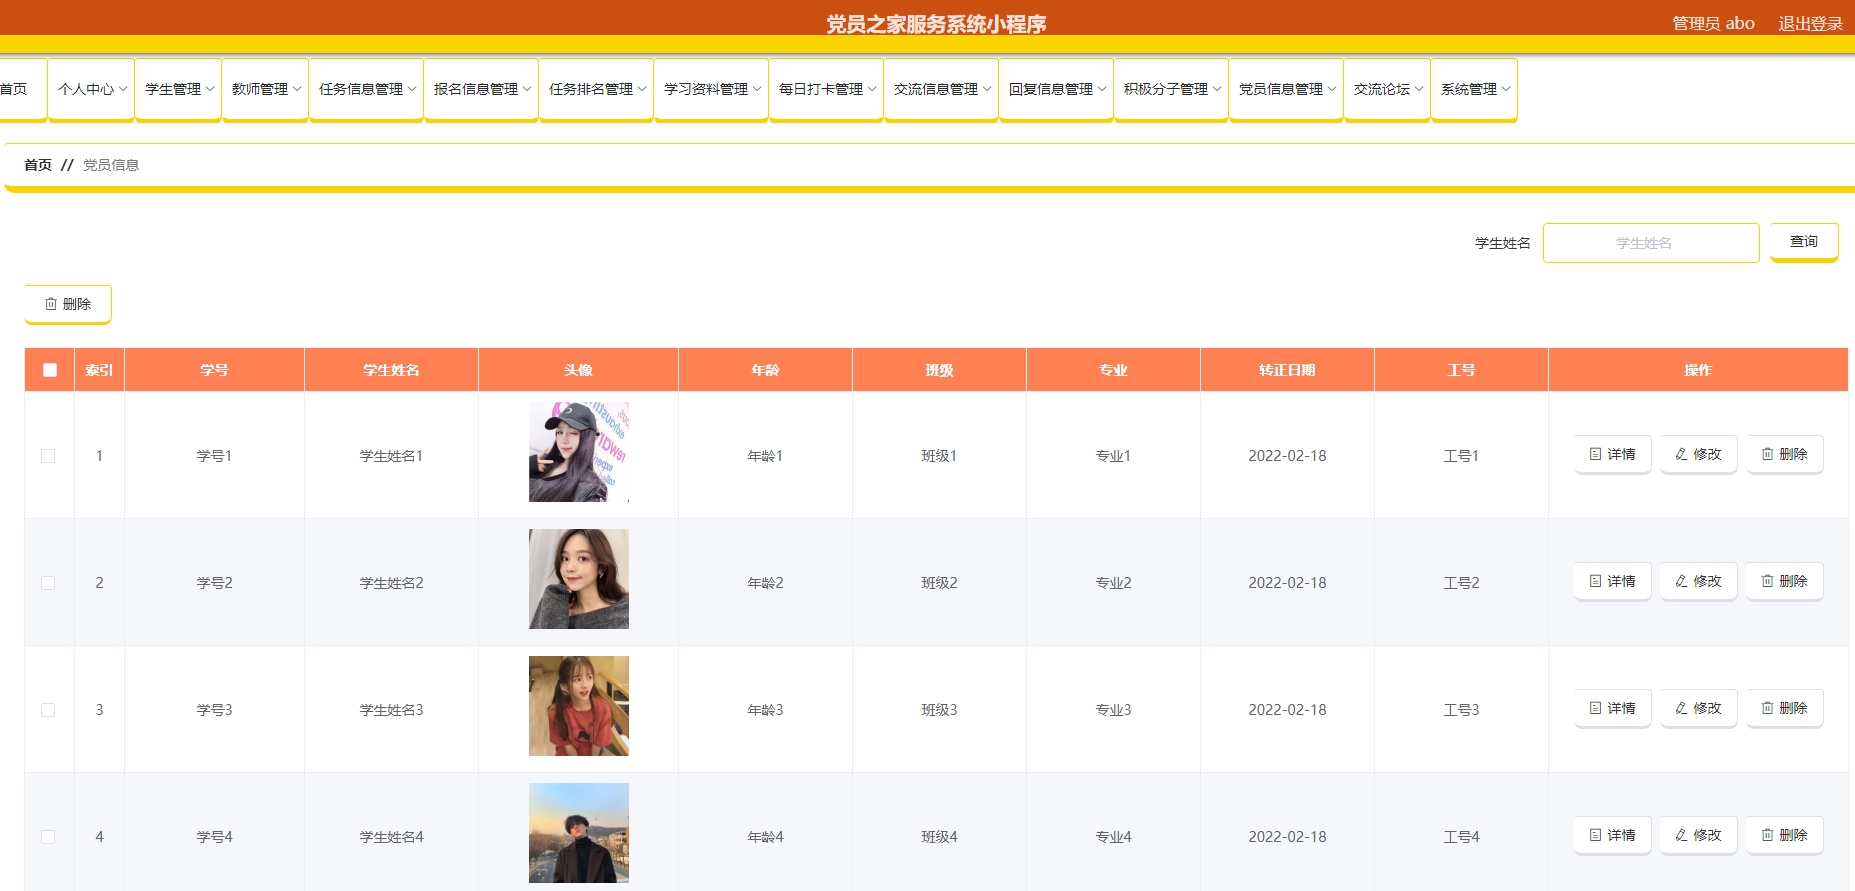 党员之家服务系统小程序
管理员 abo 退出登录
首页 个人中心 学生管理 教师管理 任务信息管理 报名信息管理 任务排名管理 学习资料管理 每日打卡管理 交流信息管理 回复信息管理 积极分子管理 党员信息管理 交流论坛 系统管理
首页 // 党员信息
学生姓名 学生姓名 查询
删除
索引 学号 学生姓名 头像 年龄 班级 专业 转正日期 工号 操作
1 学号1 学生姓名1 年龄1 班级1 专业1 2022-02-18 工号1 详情 修改 删除
2 学号2 学生姓名2 年龄2 班级2 专业2 2022-02-18 工号2 详情 修改 删除
3 学号3 学生姓名3 年龄3 班级3 专业3 2022-02-18 工号3 详情 修改 删除
4 学号4 学生姓名4 年龄4 班级4 专业4 2022-02-18 工号4 详情 修改 删除